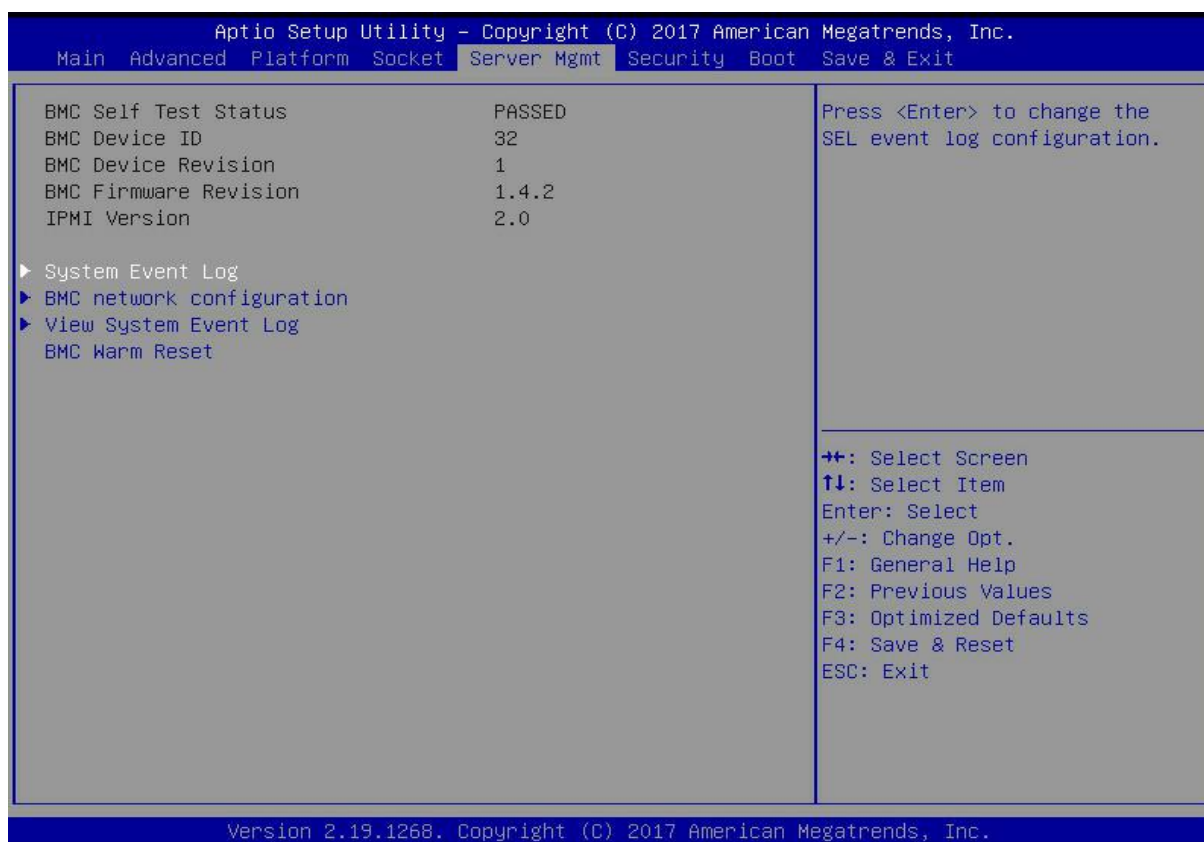 Aptio Setup Utility – Copyright (C) 2017 American Megatrends, Inc.
Main Advanced Platform Socket Server Mgmt Security Boot Save & Exit
BMC Self Test Status PASSED
BMC Device ID 32
BMC Device Revision 1
BMC Firmware Revision 1.4.2
IPMI Version 2.0
▶ System Event Log
▶ BMC network configuration
▶ View System Event Log
BMC Warm Reset
Press <Enter> to change the
SEL event log configuration.
→←: Select Screen
↑↓: Select Item
Enter: Select
+/-: Change Opt.
F1: General Help
F2: Previous Values
F3: Optimized Defaults
F4: Save & Reset
ESC: Exit
Version 2.19.1268. Copyright (C) 2017 American Megatrends, Inc.